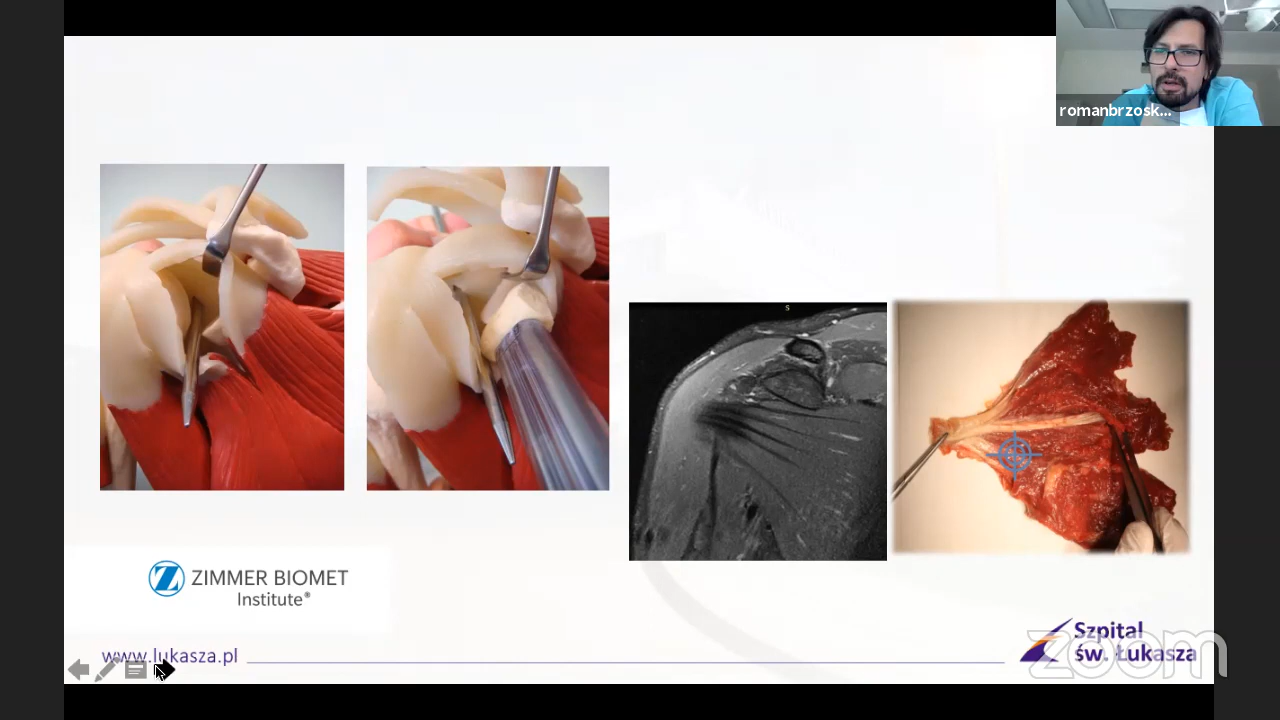 romanbrzosk...
S
ZIMMER BIOMET
Institute®
www.lukasza.pl
Szpital
św. Łukasza
zoom